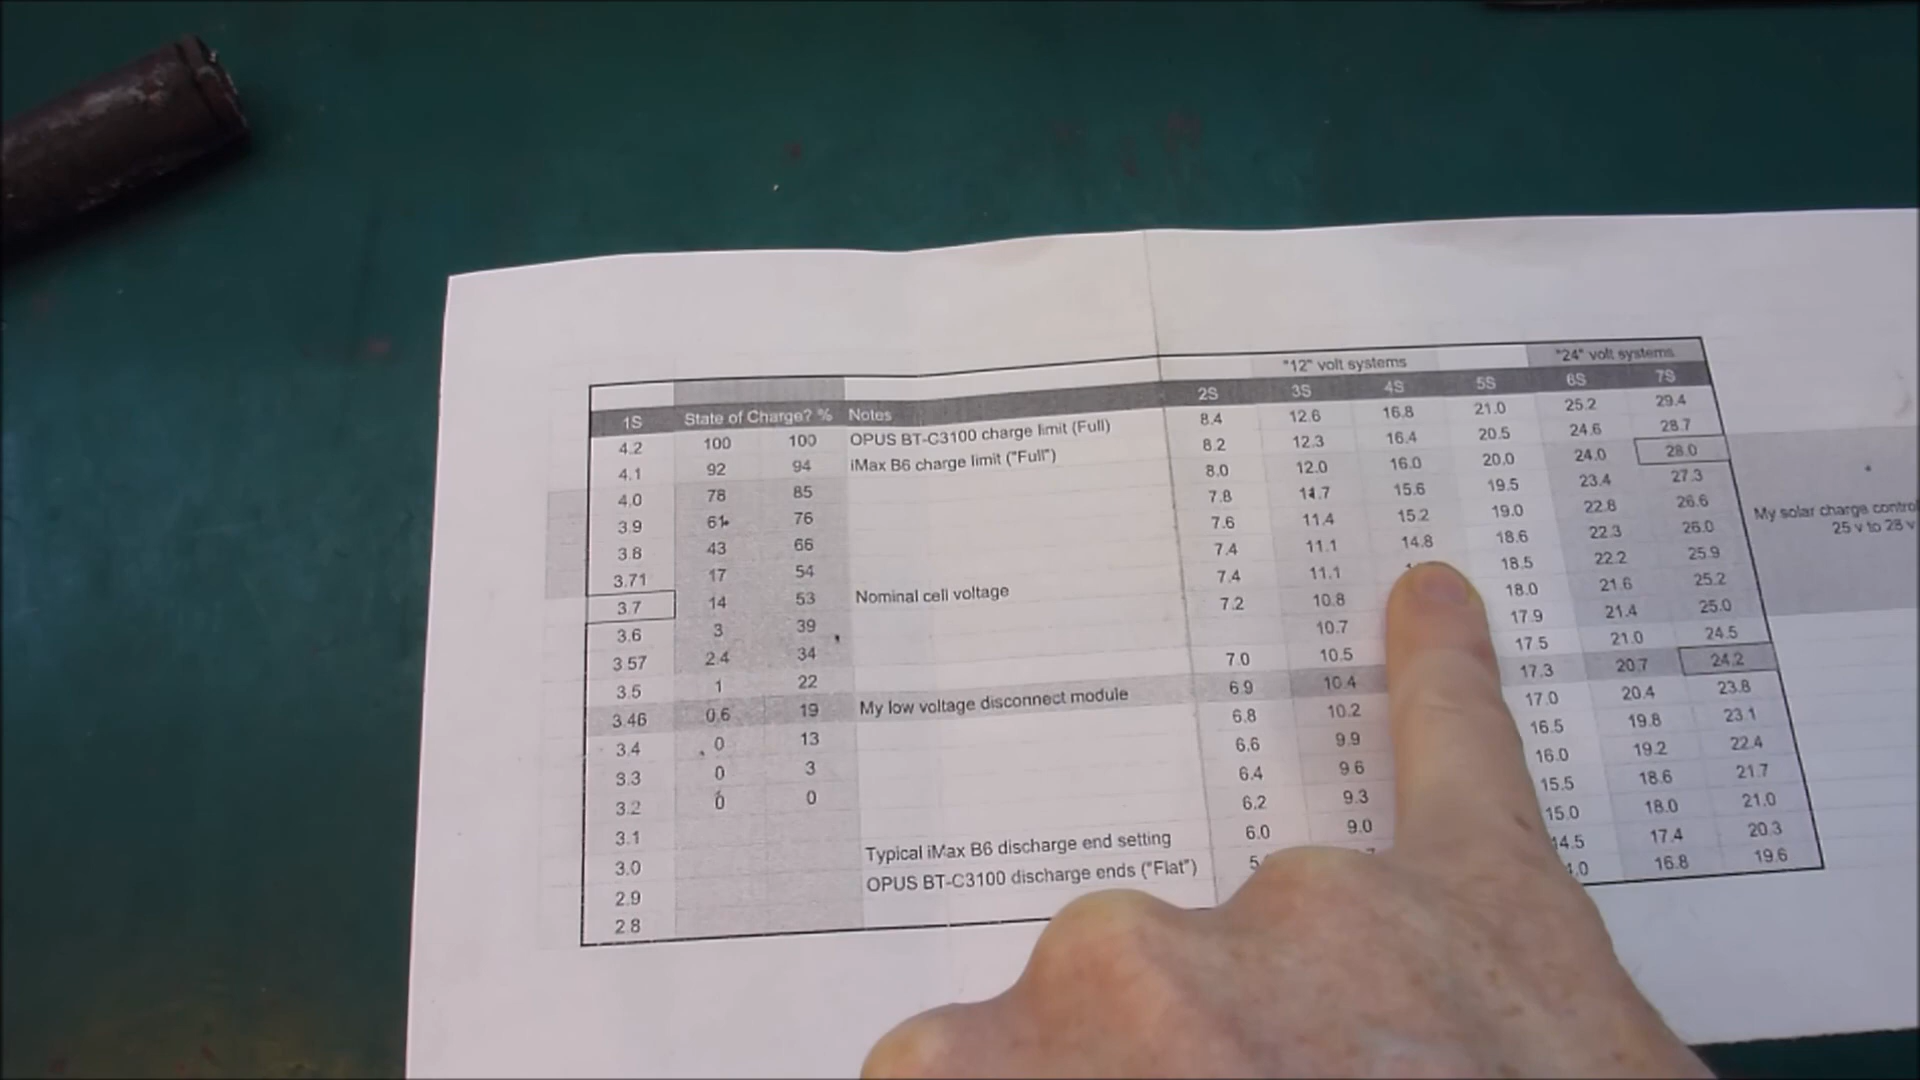 "12" volt systems "24" volt systems
1S State of Charge? % Notes 2S 3S 4S 5S 6S 7S
4.2 100 100 OPUS BT-C3100 charge limit (Full) 8.4 12.6 16.8 21.0 25.2 29.4
4.1 92 94 iMax B6 charge limit ("Full") 8.2 12.3 16.4 20.5 24.6 28.7
4.0 78 85 8.0 12.0 16.0 20.0 24.0 28.0
3.9 61 76 7.8 11.7 15.6 19.5 23.4 27.3
3.8 43 66 7.6 11.4 15.2 19.0 22.8 26.6
3.71 17 54 7.4 11.1 14.8 18.6 22.3 26.0
3.7 14 53 Nominal cell voltage 7.4 11.1 18.5 22.2 25.9
3.6 3 39 7.2 10.8 18.0 21.6 25.2
3.57 2.4 34 10.7 17.9 21.4 25.0
3.5 1 22 7.0 10.5 17.5 21.0 24.5
3.46 0.6 19 My low voltage disconnect module 6.9 10.4 17.3 20.7 24.2
3.4 0 13 6.8 10.2 17.0 20.4 23.8
3.3 0 3 6.6 9.9 16.5 19.8 23.1
3.2 0 0 6.4 9.6 16.0 19.2 22.4
3.1 6.2 9.3 15.5 18.6 21.7
3.0 Typical iMax B6 discharge end setting 6.0 9.0 15.0 18.0 21.0
2.9 OPUS BT-C3100 discharge ends ("Flat") 14.5 17.4 20.3
2.8 16.8 19.6
My solar charge
25 v to 28 v